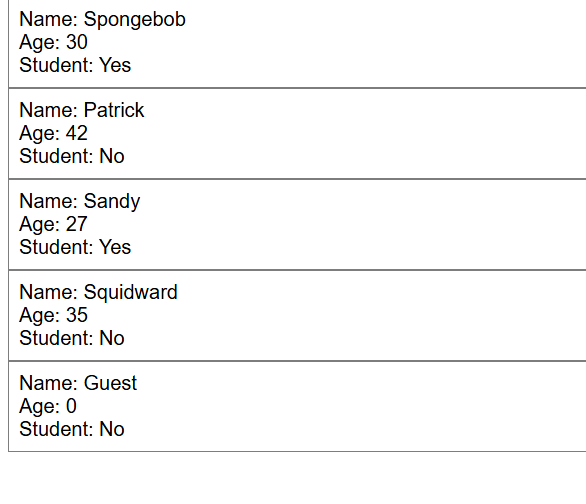 Name: Spongebob
Age: 30
Student: Yes
Name: Patrick
Age: 42
Student: No
Name: Sandy
Age: 27
Student: Yes
Name: Squidward
Age: 35
Student: No
Name: Guest
Age: 0
Student: No